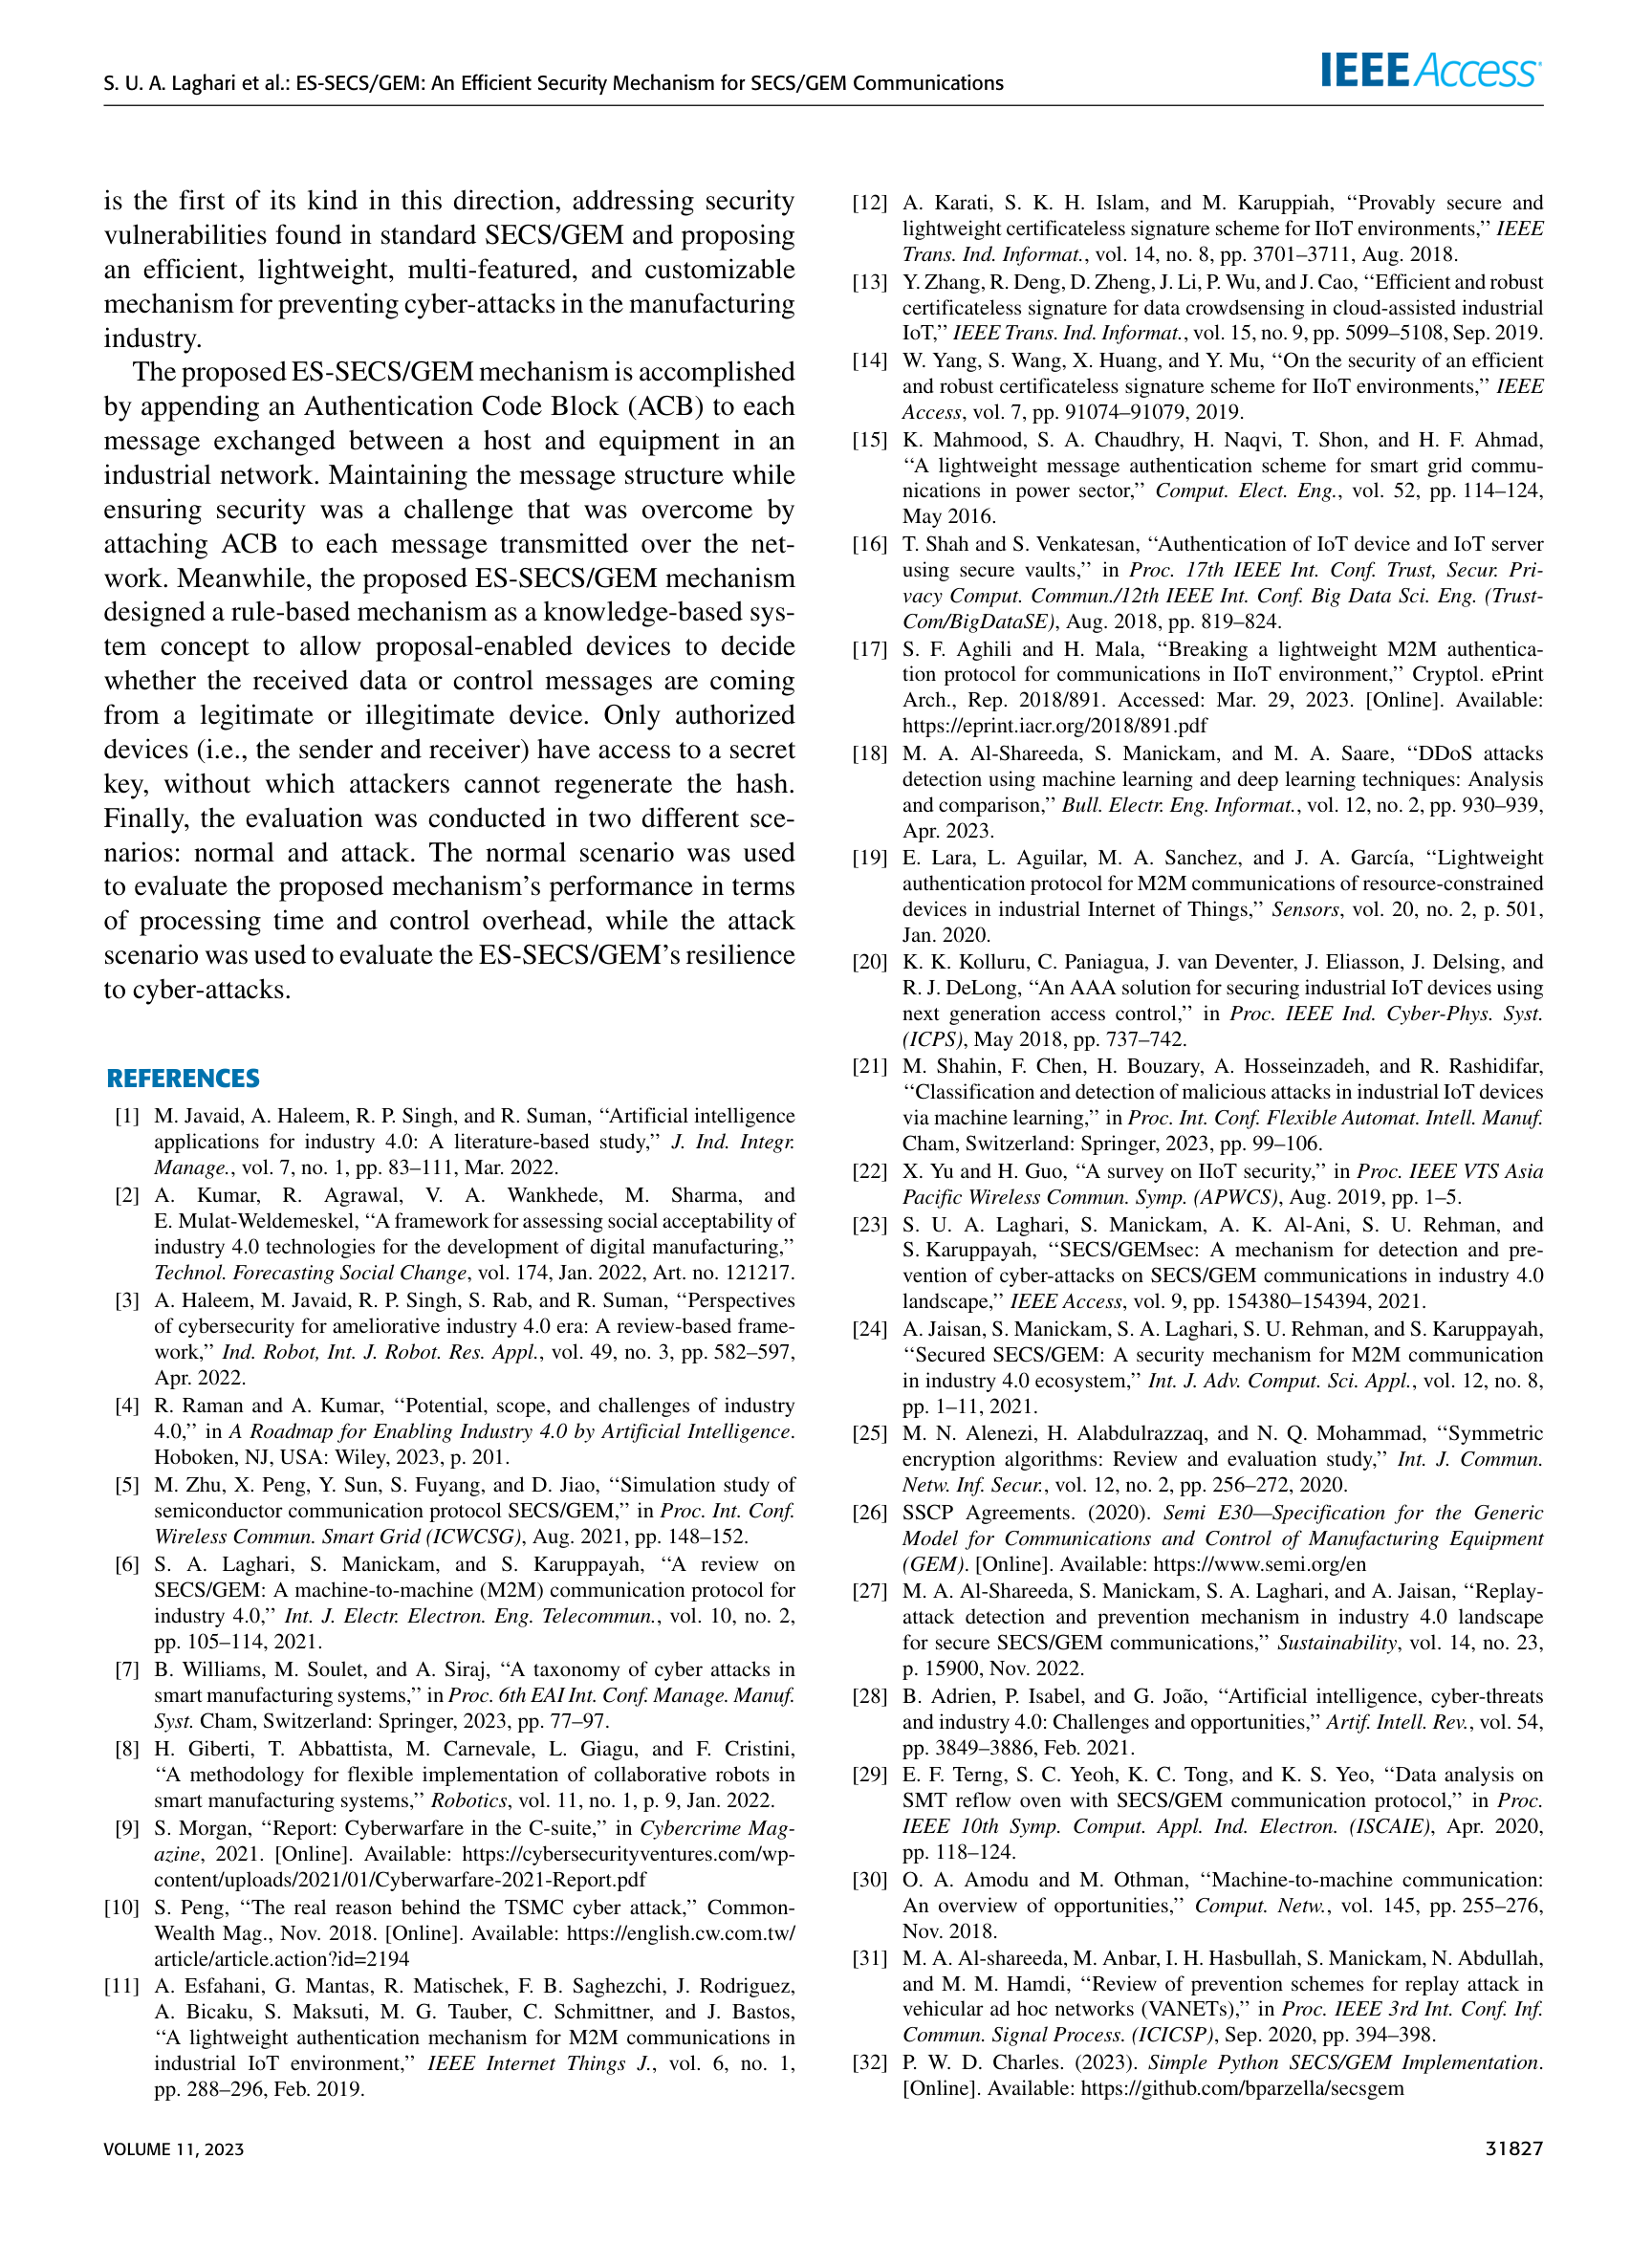 S. U. A. Laghari et al.: ES-SECS/GEM: An Efficient Security Mechanism for SECS/GEM Communications
IEEE Access
is the first of its kind in this direction, addressing security
vulnerabilities found in standard SECS/GEM and proposing
an efficient, lightweight, multi-featured, and customizable
mechanism for preventing cyber-attacks in the manufacturing
industry.
The proposed ES-SECS/GEM mechanism is accomplished
by appending an Authentication Code Block (ACB) to each
message exchanged between a host and equipment in an
industrial network. Maintaining the message structure while
ensuring security was a challenge that was overcome by
attaching ACB to each message transmitted over the net-
work. Meanwhile, the proposed ES-SECS/GEM mechanism
designed a rule-based mechanism as a knowledge-based sys-
tem concept to allow proposal-enabled devices to decide
whether the received data or control messages are coming
from a legitimate or illegitimate device. Only authorized
devices (i.e., the sender and receiver) have access to a secret
key, without which attackers cannot regenerate the hash.
Finally, the evaluation was conducted in two different sce-
narios: normal and attack. The normal scenario was used
to evaluate the proposed mechanism's performance in terms
of processing time and control overhead, while the attack
scenario was used to evaluate the ES-SECS/GEM's resilience
to cyber-attacks.
REFERENCES
[1] M. Javaid, A. Haleem, R. P. Singh, and R. Suman, ‘‘Artificial intelligence
applications for industry 4.0: A literature-based study,’’ J. Ind. Integr.
Manage., vol. 7, no. 1, pp. 83–111, Mar. 2022.
[2] A. Kumar, R. Agrawal, V. A. Wankhede, M. Sharma, and
E. Mulat-Weldemeskel, ‘‘A framework for assessing social acceptability of
industry 4.0 technologies for the development of digital manufacturing,’’
Technol. Forecasting Social Change, vol. 174, Jan. 2022, Art. no. 121217.
[3] A. Haleem, M. Javaid, R. P. Singh, S. Rab, and R. Suman, ‘‘Perspectives
of cybersecurity for ameliorative industry 4.0 era: A review-based frame-
work,’’ Ind. Robot, Int. J. Robot. Res. Appl., vol. 49, no. 3, pp. 582–597,
Apr. 2022.
[4] R. Raman and A. Kumar, ‘‘Potential, scope, and challenges of industry
4.0,’’ in A Roadmap for Enabling Industry 4.0 by Artificial Intelligence.
Hoboken, NJ, USA: Wiley, 2023, p. 201.
[5] M. Zhu, X. Peng, Y. Sun, S. Fuyang, and D. Jiao, ‘‘Simulation study of
semiconductor communication protocol SECS/GEM,’’ in Proc. Int. Conf.
Wireless Commun. Smart Grid (ICWCSG), Aug. 2021, pp. 148–152.
[6] S. A. Laghari, S. Manickam, and S. Karuppayah, ‘‘A review on
SECS/GEM: A machine-to-machine (M2M) communication protocol for
industry 4.0,’’ Int. J. Electr. Electron. Eng. Telecommun., vol. 10, no. 2,
pp. 105–114, 2021.
[7] B. Williams, M. Soulet, and A. Siraj, ‘‘A taxonomy of cyber attacks in
smart manufacturing systems,’’ in Proc. 6th EAI Int. Conf. Manage. Manuf.
Syst. Cham, Switzerland: Springer, 2023, pp. 77–97.
[8] H. Giberti, T. Abbattista, M. Carnevale, L. Giagu, and F. Cristini,
‘‘A methodology for flexible implementation of collaborative robots in
smart manufacturing systems,’’ Robotics, vol. 11, no. 1, p. 9, Jan. 2022.
[9] S. Morgan, ‘‘Report: Cyberwarfare in the C-suite,’’ in Cybercrime Mag-
azine, 2021. [Online]. Available: https://cybersecurityventures.com/wp-
content/uploads/2021/01/Cyberwarfare-2021-Report.pdf
[10] S. Peng, ‘‘The real reason behind the TSMC cyber attack,’’ Common-
Wealth Mag., Nov. 2018. [Online]. Available: https://english.cw.com.tw/
article/article.action?id=2194
[11] A. Esfahani, G. Mantas, R. Matischek, F. B. Saghezchi, J. Rodriguez,
A. Bicaku, S. Maksuti, M. G. Tauber, C. Schmittner, and J. Bastos,
‘‘A lightweight authentication mechanism for M2M communications in
industrial IoT environment,’’ IEEE Internet Things J., vol. 6, no. 1,
pp. 288–296, Feb. 2019.
[12] A. Karati, S. K. H. Islam, and M. Karuppiah, ‘‘Provably secure and
lightweight certificateless signature scheme for IIoT environments,’’ IEEE
Trans. Ind. Informat., vol. 14, no. 8, pp. 3701–3711, Aug. 2018.
[13] Y. Zhang, R. Deng, D. Zheng, J. Li, P. Wu, and J. Cao, ‘‘Efficient and robust
certificateless signature for data crowdsensing in cloud-assisted industrial
IoT,’’ IEEE Trans. Ind. Informat., vol. 15, no. 9, pp. 5099–5108, Sep. 2019.
[14] W. Yang, S. Wang, X. Huang, and Y. Mu, ‘‘On the security of an efficient
and robust certificateless signature scheme for IIoT environments,’’ IEEE
Access, vol. 7, pp. 91074–91079, 2019.
[15] K. Mahmood, S. A. Chaudhry, H. Naqvi, T. Shon, and H. F. Ahmad,
‘‘A lightweight message authentication scheme for smart grid commu-
nications in power sector,’’ Comput. Elect. Eng., vol. 52, pp. 114–124,
May 2016.
[16] T. Shah and S. Venkatesan, ‘‘Authentication of IoT device and IoT server
using secure vaults,’’ in Proc. 17th IEEE Int. Conf. Trust, Secur. Pri-
vacy Comput. Commun./12th IEEE Int. Conf. Big Data Sci. Eng. (Trust-
Com/BigDataSE), Aug. 2018, pp. 819–824.
[17] S. F. Aghili and H. Mala, ‘‘Breaking a lightweight M2M authentica-
tion protocol for communications in IIoT environment,’’ Cryptol. ePrint
Arch., Rep. 2018/891. Accessed: Mar. 29, 2023. [Online]. Available:
https://eprint.iacr.org/2018/891.pdf
[18] M. A. Al-Shareeda, S. Manickam, and M. A. Saare, ‘‘DDoS attacks
detection using machine learning and deep learning techniques: Analysis
and comparison,’’ Bull. Electr. Eng. Informat., vol. 12, no. 2, pp. 930–939,
Apr. 2023.
[19] E. Lara, L. Aguilar, M. A. Sanchez, and J. A. García, ‘‘Lightweight
authentication protocol for M2M communications of resource-constrained
devices in industrial Internet of Things,’’ Sensors, vol. 20, no. 2, p. 501,
Jan. 2020.
[20] K. K. Kolluru, C. Paniagua, J. van Deventer, J. Eliasson, J. Delsing, and
R. J. DeLong, ‘‘An AAA solution for securing industrial IoT devices using
next generation access control,’’ in Proc. IEEE Ind. Cyber-Phys. Syst.
(ICPS), May 2018, pp. 737–742.
[21] M. Shahin, F. Chen, H. Bouzary, A. Hosseinzadeh, and R. Rashidifar,
‘‘Classification and detection of malicious attacks in industrial IoT devices
via machine learning,’’ in Proc. Int. Conf. Flexible Automat. Intell. Manuf.
Cham, Switzerland: Springer, 2023, pp. 99–106.
[22] X. Yu and H. Guo, ‘‘A survey on IIoT security,’’ in Proc. IEEE VTS Asia
Pacific Wireless Commun. Symp. (APWCS), Aug. 2019, pp. 1–5.
[23] S. U. A. Laghari, S. Manickam, A. K. Al-Ani, S. U. Rehman, and
S. Karuppayah, ‘‘SECS/GEMsec: A mechanism for detection and pre-
vention of cyber-attacks on SECS/GEM communications in industry 4.0
landscape,’’ IEEE Access, vol. 9, pp. 154380–154394, 2021.
[24] A. Jaisan, S. Manickam, S. A. Laghari, S. U. Rehman, and S. Karuppayah,
‘‘Secured SECS/GEM: A security mechanism for M2M communication
in industry 4.0 ecosystem,’’ Int. J. Adv. Comput. Sci. Appl., vol. 12, no. 8,
pp. 1–11, 2021.
[25] M. N. Alenezi, H. Alabdulrazzaq, and N. Q. Mohammad, ‘‘Symmetric
encryption algorithms: Review and evaluation study,’’ Int. J. Commun.
Netw. Inf. Secur., vol. 12, no. 2, pp. 256–272, 2020.
[26] SSCP Agreements. (2020). Semi E30—Specification for the Generic
Model for Communications and Control of Manufacturing Equipment
(GEM). [Online]. Available: https://www.semi.org/en
[27] M. A. Al-Shareeda, S. Manickam, S. A. Laghari, and A. Jaisan, ‘‘Replay-
attack detection and prevention mechanism in industry 4.0 landscape
for secure SECS/GEM communications,’’ Sustainability, vol. 14, no. 23,
p. 15900, Nov. 2022.
[28] B. Adrien, P. Isabel, and G. João, ‘‘Artificial intelligence, cyber-threats
and industry 4.0: Challenges and opportunities,’’ Artif. Intell. Rev., vol. 54,
pp. 3849–3886, Feb. 2021.
[29] E. F. Terng, S. C. Yeoh, K. C. Tong, and K. S. Yeo, ‘‘Data analysis on
SMT reflow oven with SECS/GEM communication protocol,’’ in Proc.
IEEE 10th Symp. Comput. Appl. Ind. Electron. (ISCAIE), Apr. 2020,
pp. 118–124.
[30] O. A. Amodu and M. Othman, ‘‘Machine-to-machine communication:
An overview of opportunities,’’ Comput. Netw., vol. 145, pp. 255–276,
Nov. 2018.
[31] M. A. Al-shareeda, M. Anbar, I. H. Hasbullah, S. Manickam, N. Abdullah,
and M. M. Hamdi, ‘‘Review of prevention schemes for replay attack in
vehicular ad hoc networks (VANETs),’’ in Proc. IEEE 3rd Int. Conf. Inf.
Commun. Signal Process. (ICICSP), Sep. 2020, pp. 394–398.
[32] P. W. D. Charles. (2023). Simple Python SECS/GEM Implementation.
[Online]. Available: https://github.com/bparzella/secsgem
VOLUME 11, 2023
31827